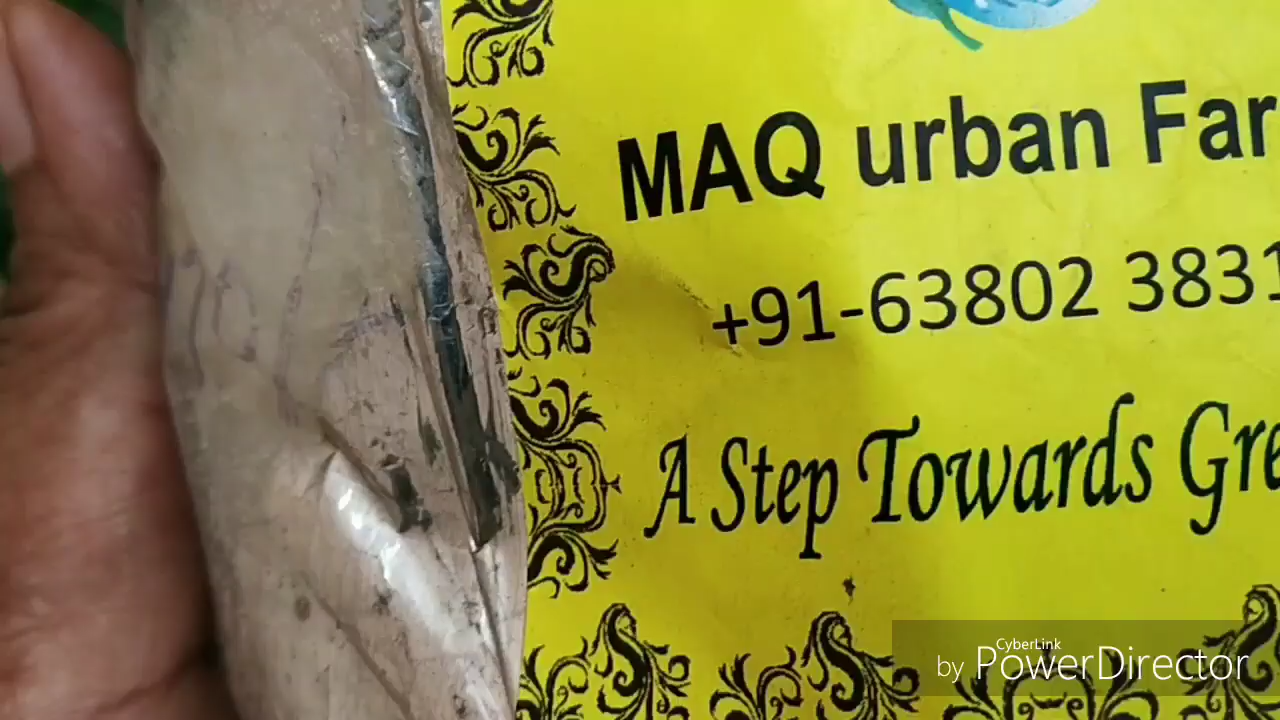 MAQ urban Far
+91-63802 3831
A Step Towards Gre
CyberLink
by PowerDirector